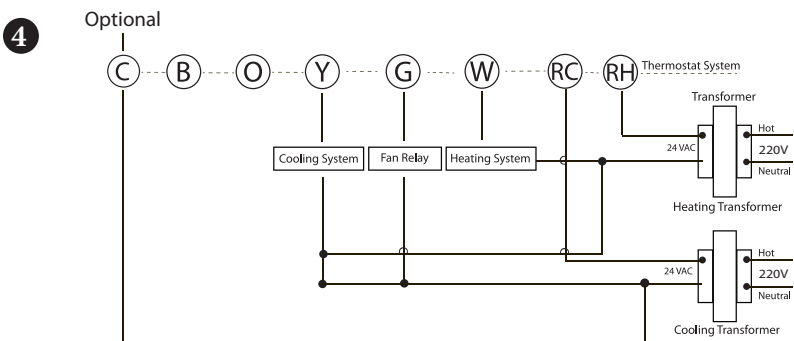 4
Optional
C B O Y G W RC RH
Thermostat System
Transformer
Hot
24 VAC
220V
Neutral
Cooling System
Fan Relay
Heating System
Heating Transformer
Hot
24 VAC
220V
Neutral
Cooling Transformer